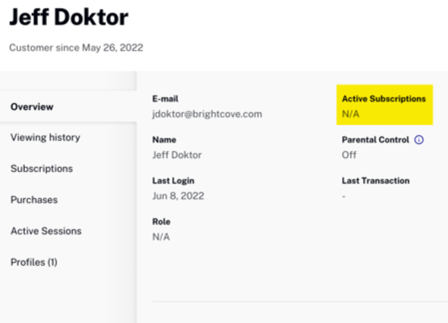 Jeff Doktor
Customer since May 26, 2022
Overview
Viewing history
Subscriptions
Purchases
Active Sessions
Profiles (1)
E-mail
jdoktor@brightcove.com
Name
Jeff Doktor
Last Login
Jun 8, 2022
Role
N/A
Active Subscriptions
N/A
Parental Control
Off
Last Transaction
-